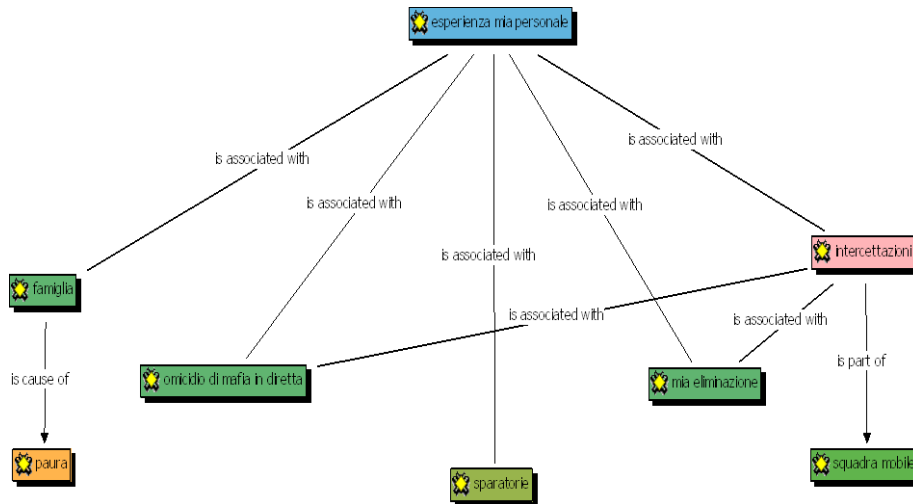 esperienza mia personale
is associated with
is associated with
is associated with
is associated with
is associated with
intercettazioni
famiglia
is associated with
is associated with
is cause of
omicidio di mafia in diretta
mia eliminazione
is part of
paura
sparatorie
squadra mobile